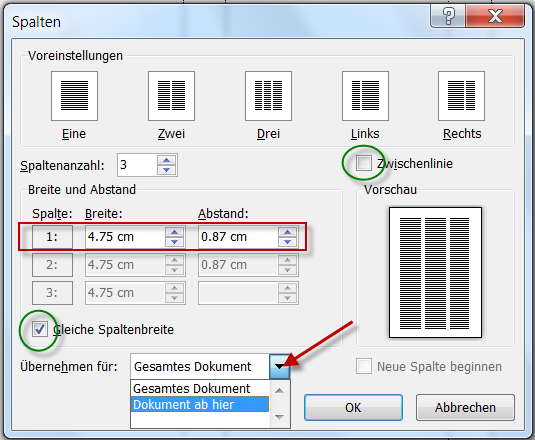 Spalten
Voreinstellungen
Eine Zwei Drei Links Rechts
Spaltenanzahl: 3
Zwischenlinie
Breite und Abstand
Vorschau
Spalte: Breite: Abstand:
1: 4.75 cm 0.87 cm
2: 4.75 cm 0.87 cm
3: 4.75 cm
Gleiche Spaltenbreite
Übernehmen für: Gesamtes Dokument
Neue Spalte beginnen
Gesamtes Dokument
Dokument ab hier
OK Abbrechen